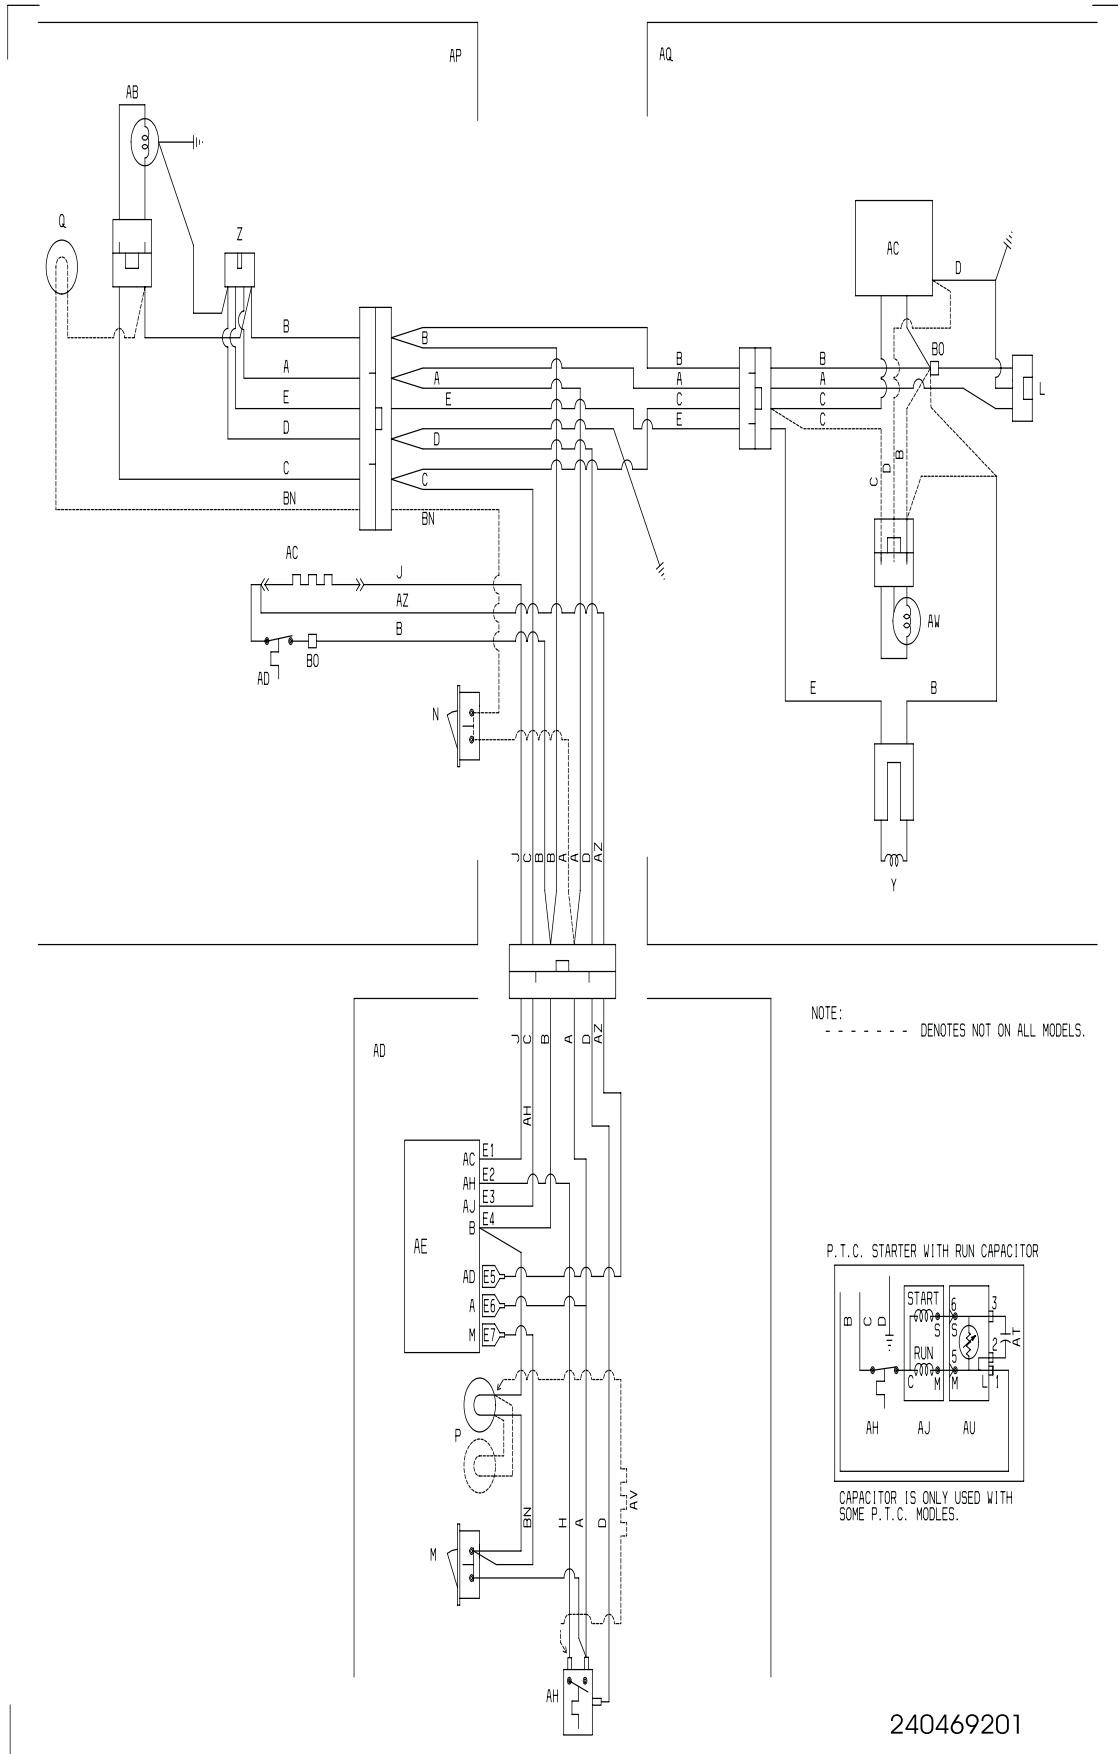 AP
AQ
AB
Q
Z
AC
D
B
B
B
B
BO
A
A
A
A
L
E
E
C
C
D
D
E
C
C
C
C
D
B
BN
BN
AC
J
AZ
AW
B
BO
AD
E
B
N
J
C
B
B
A
A
D
AZ
Y
NOTE:
- - - - - - - DENOTES NOT ON ALL MODELS.
J
C
B
A
D
AZ
AD
AH
AC E1
AH E2
AJ E3
B E4
AE
AD E5
A E6
M E7
P.T.C. STARTER WITH RUN CAPACITOR
START
6
3
B
C
D
S
S
AT
RUN
5
2
C
M
M
L
1
AH
AJ
AU
CAPACITOR IS ONLY USED WITH
SOME P.T.C. MODLES.
P
AV
BN
H
A
D
M
AH
240469201